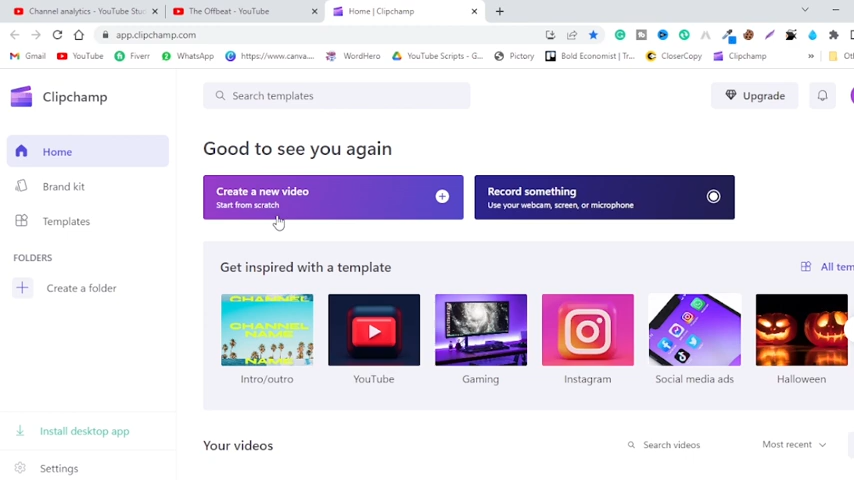 Channel analytics - YouTube Stu
The Offbeat - YouTube
Home | Clipchamp
app.clipchamp.com
Gmail
YouTube
Fiverr
WhatsApp
https://www.canva....
WordHero
YouTube Scripts - G...
Pictory
Bold Economist | Tr...
CloserCopy
Clipchamp
»
Clipchamp
Search templates
Upgrade
Home
Brand kit
Templates
FOLDERS
Create a folder
Install desktop app
Settings
Good to see you again
Create a new video
Start from scratch
Record something
Use your webcam, screen, or microphone
Get inspired with a template
All tem
CHANNEL
CHANNEL
NAME
NAME
Intro/outro
YouTube
Gaming
Instagram
Social media ads
Halloween
Your videos
Search videos
Most recent